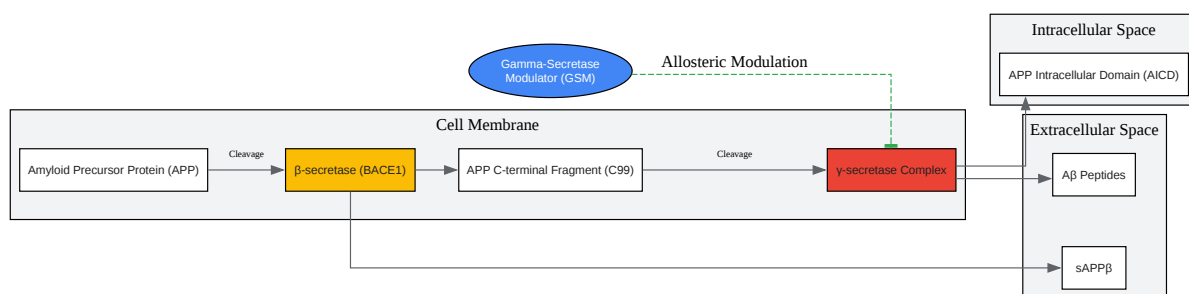 Intracellular Space
APP Intracellular Domain (AICD)
Gamma-Secretase
Modulator (GSM)
Allosteric Modulation
Cell Membrane
Amyloid Precursor Protein (APP)
Cleavage
β-secretase (BACE1)
APP C-terminal Fragment (C99)
Cleavage
γ-secretase Complex
Extracellular Space
Aβ Peptides
sAPPβ